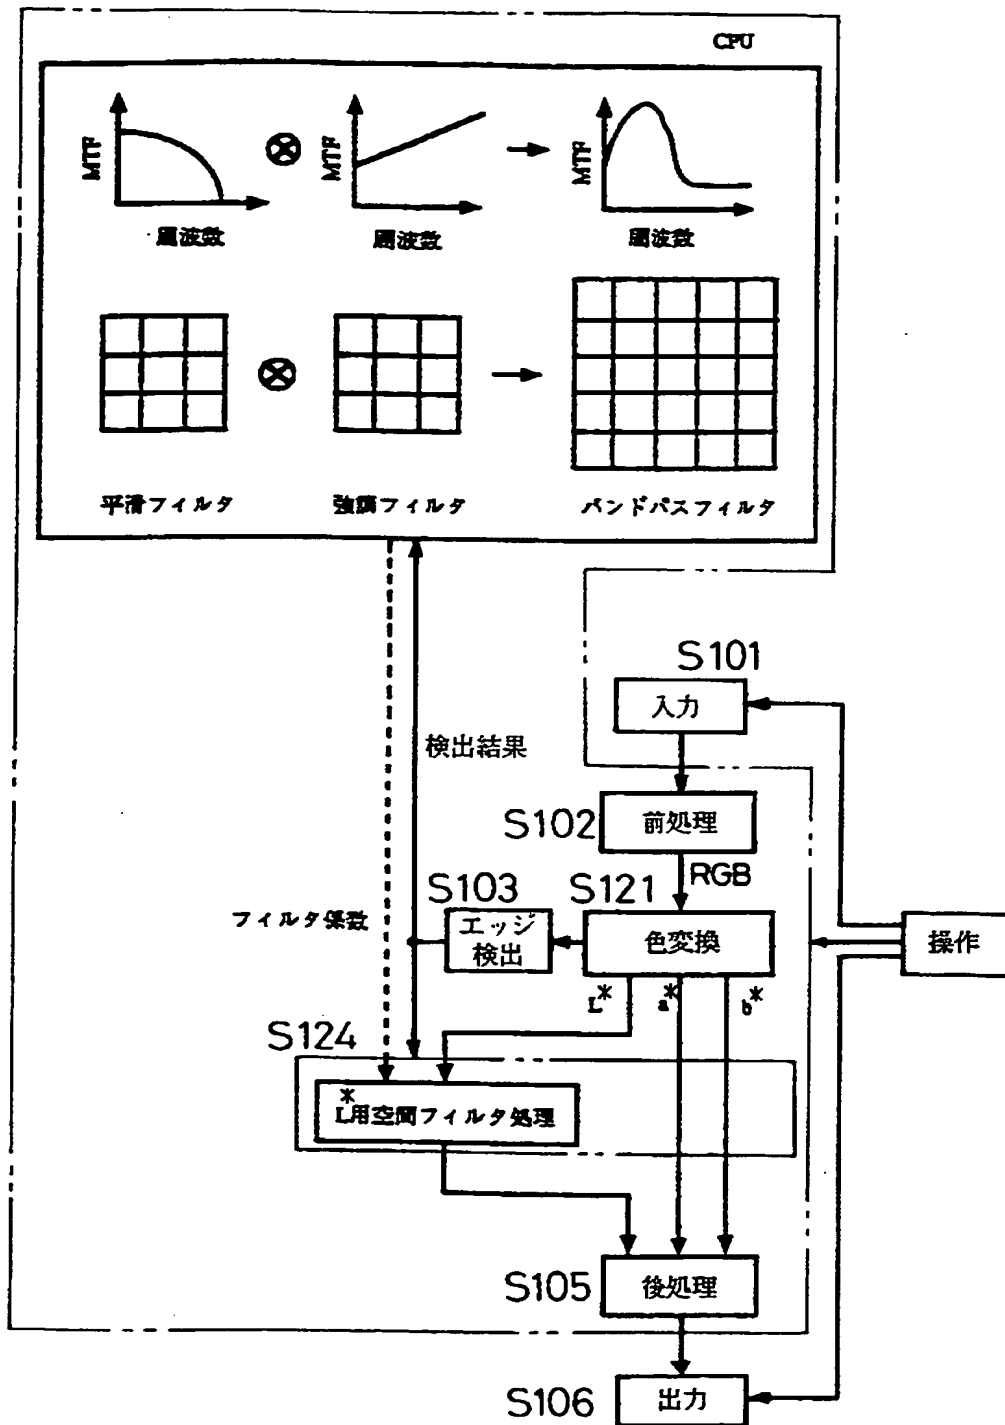 CPU
MTF
MTF
MTF
周波数
周波数
周波数
平滑フィルタ
強調フィルタ
バンドパスフィルタ
S101
入力
検出結果
S102
前処理
RGB
S103
S121
フィルタ係数
エッジ
検出
色変換
操作
L*
a*
b*
S124
L*用空間フィルタ処理
S105
後処理
S106
出力